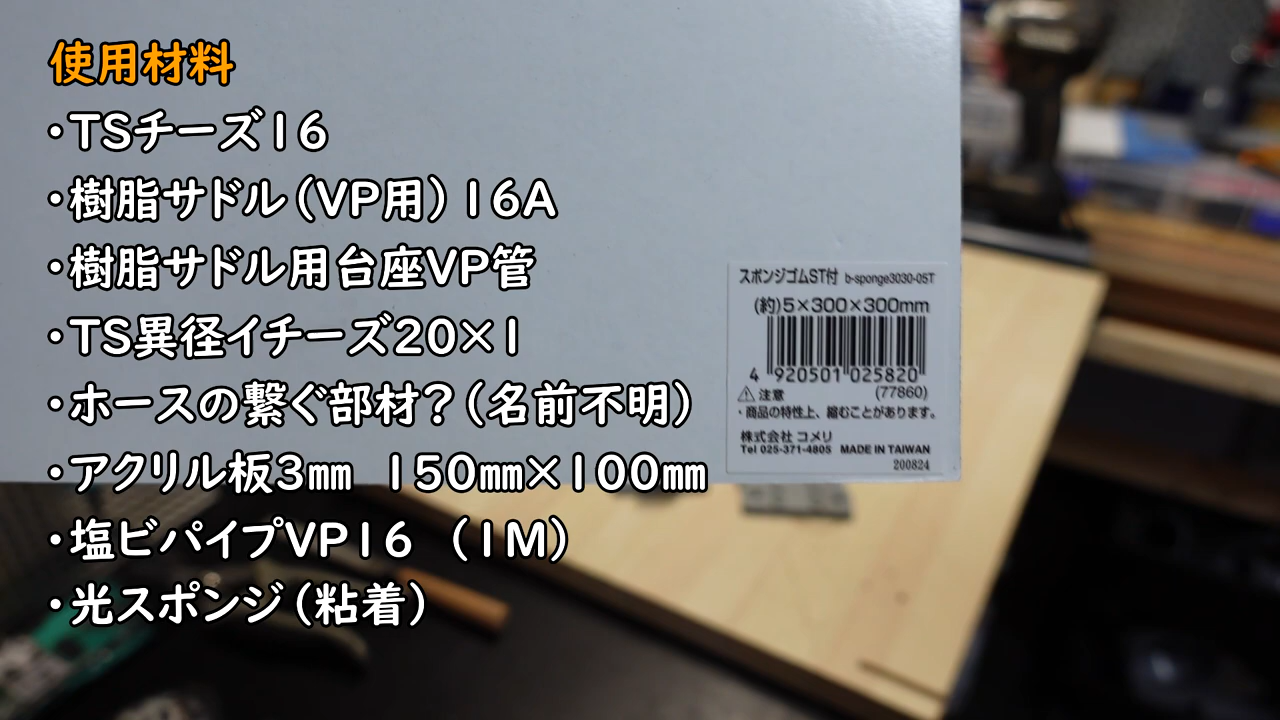 使用材料
・TSチーズ16
・樹脂サドル（VP用）16A
・樹脂サドル用台座VP管
・TS異径イチーズ20×1
・ホースの繋ぐ部材？（名前不明）
・アクリル板3㎜ 150㎜×100㎜
・塩ビパイプVP16 （1M）
・光スポンジ（粘着）
スポンジゴムST付 b-sponge3030-05T
(約)5×300×300mm
4 920501 025820
⚠ 注意 (77860)
・商品の特性上、縮むことがあります。
株式会社 コメリ
Tel 025-371-4805 MADE IN TAIWAN
200824